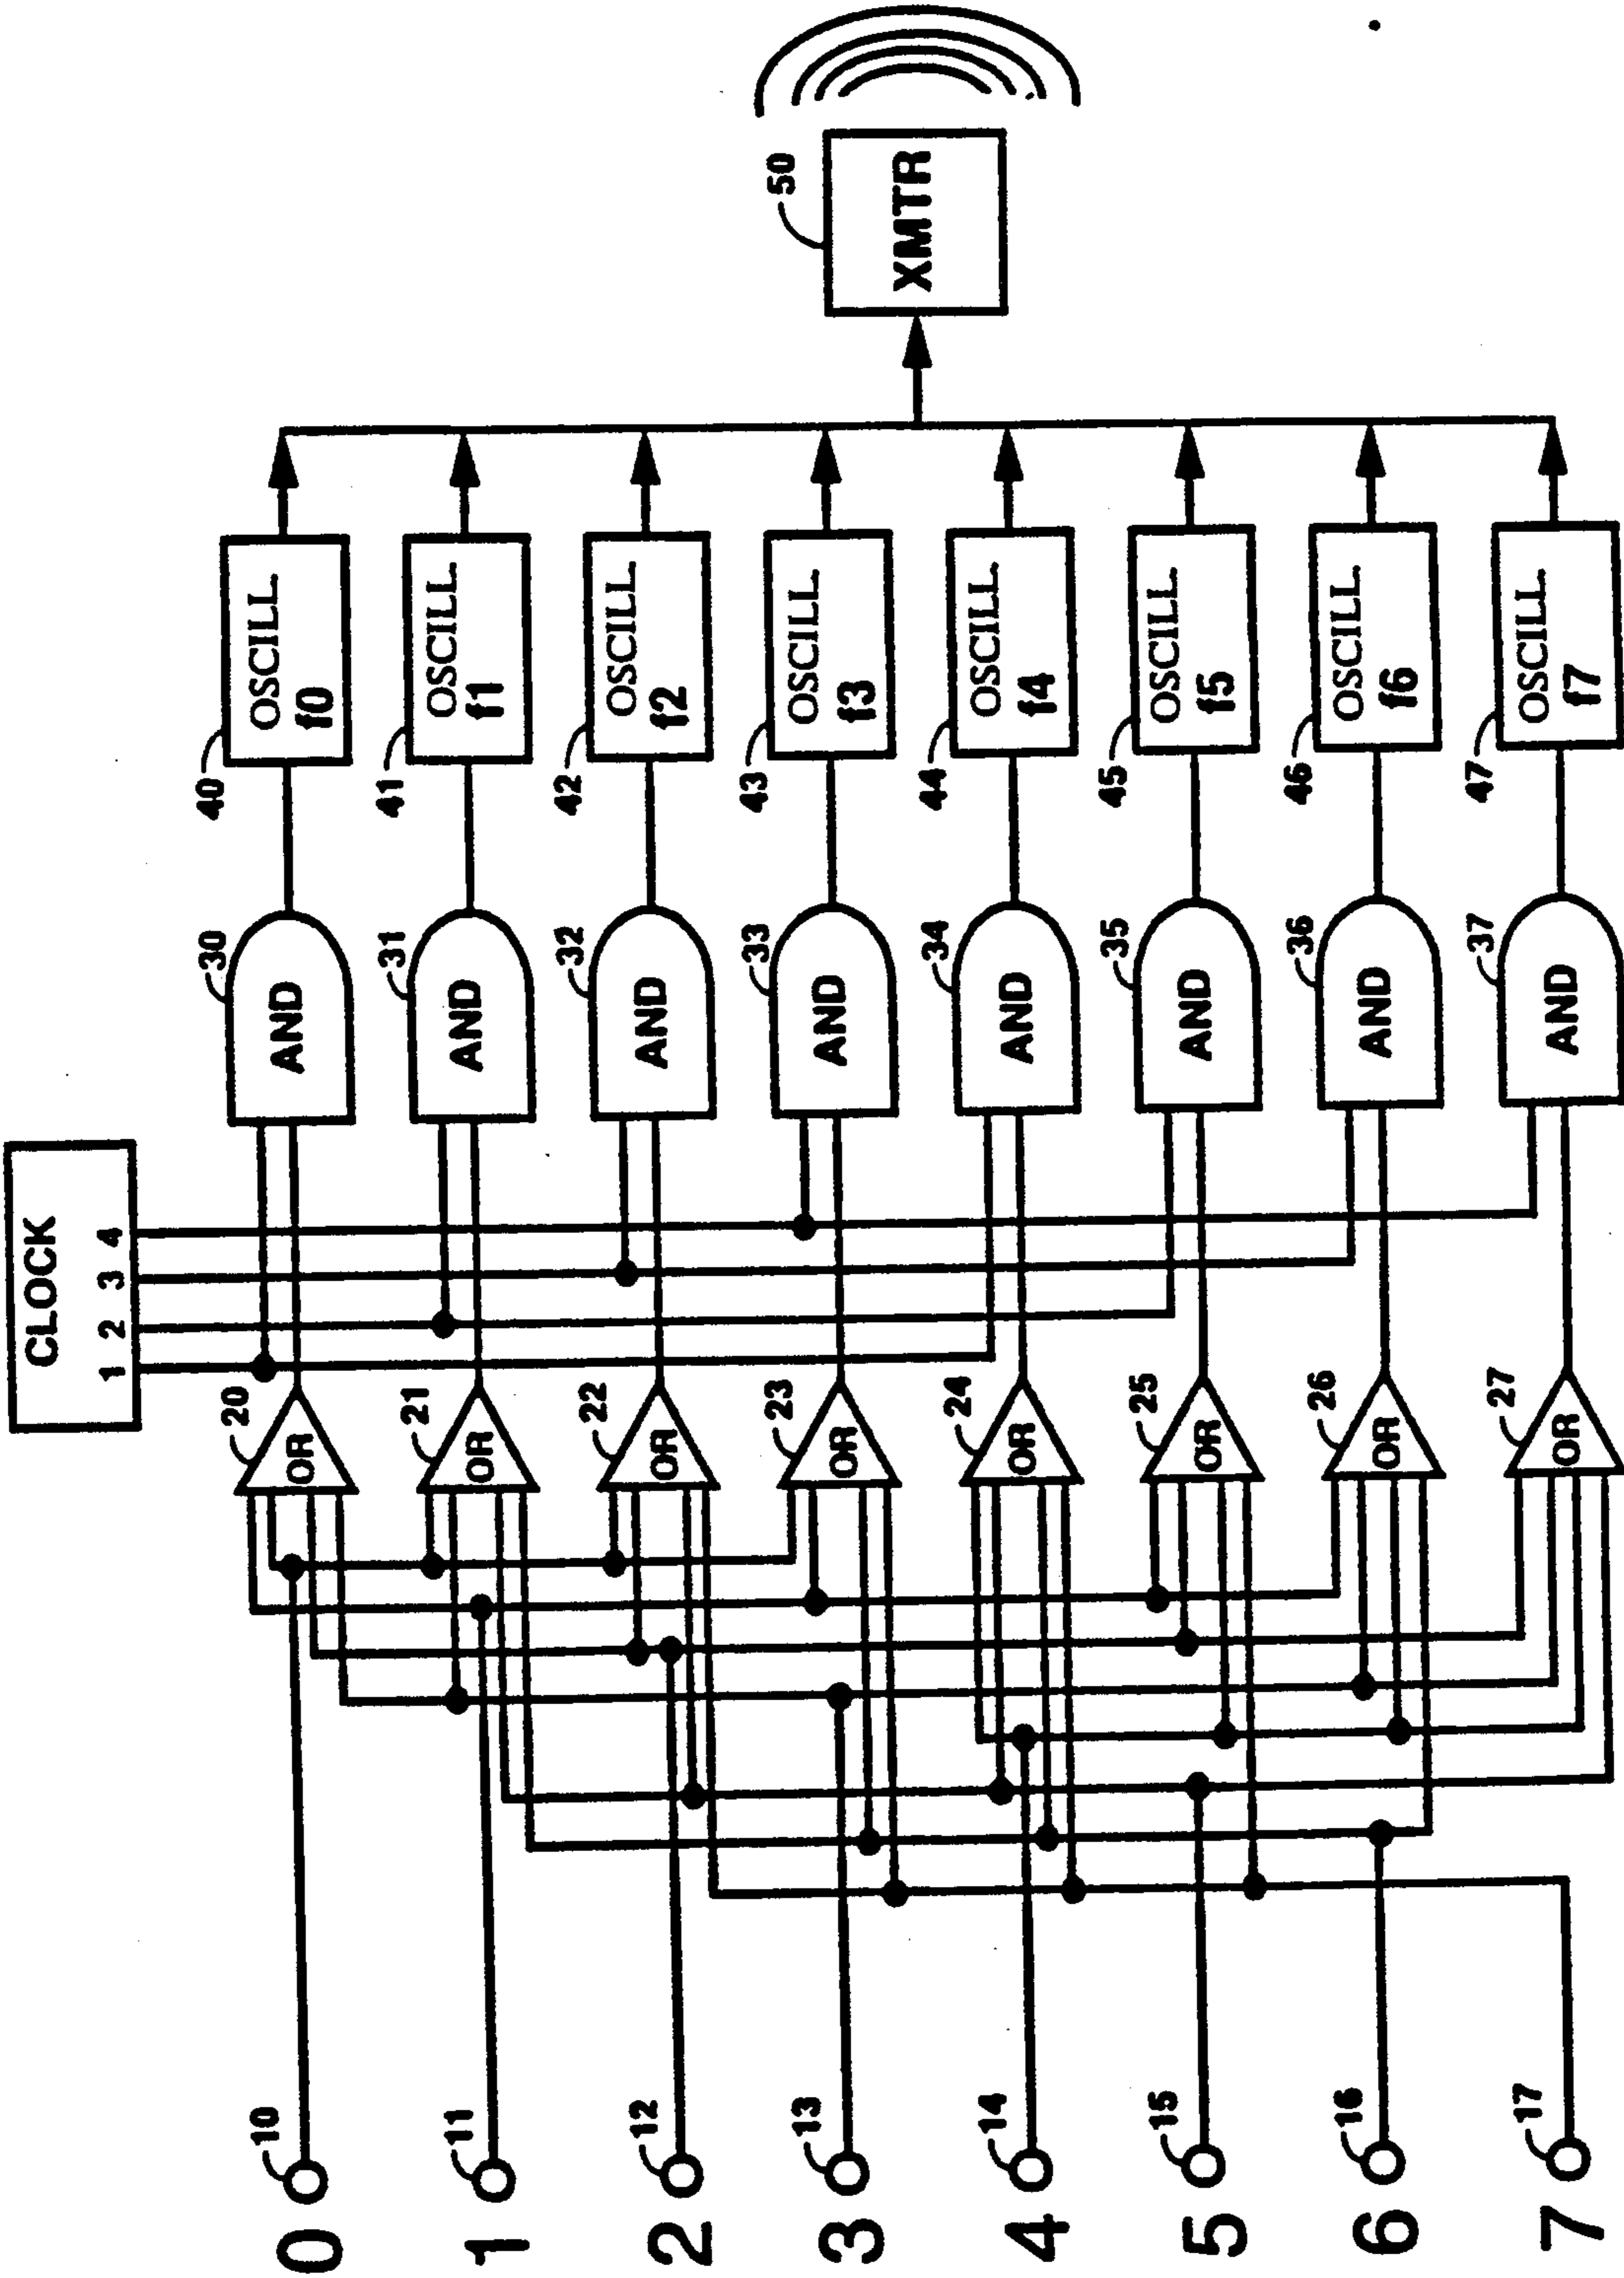 CLOCK
1 2 3 4
0
10
20
OR
30
AND
40
OSCILL.
f0
1
11
21
OR
31
AND
41
OSCILL.
f1
2
12
22
OR
32
AND
42
OSCILL.
f2
3
13
23
OR
33
AND
43
OSCILL.
f3
4
14
24
OR
34
AND
44
OSCILL.
f4
5
15
25
OR
35
AND
45
OSCILL.
f5
6
16
26
OR
36
AND
46
OSCILL.
f6
7
17
27
OR
37
AND
47
OSCILL.
f7
50
XMTR